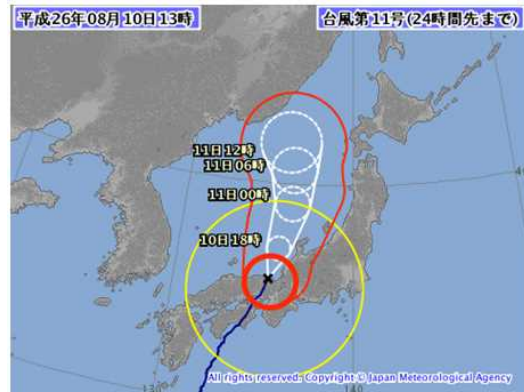 平成26年08月10日13時
台風第11号(24時間先まで)
11日12時
11日06時
11日00時
10日18時
40
130
140
All rights reserved. Copyright © Japan Meteorological Agency